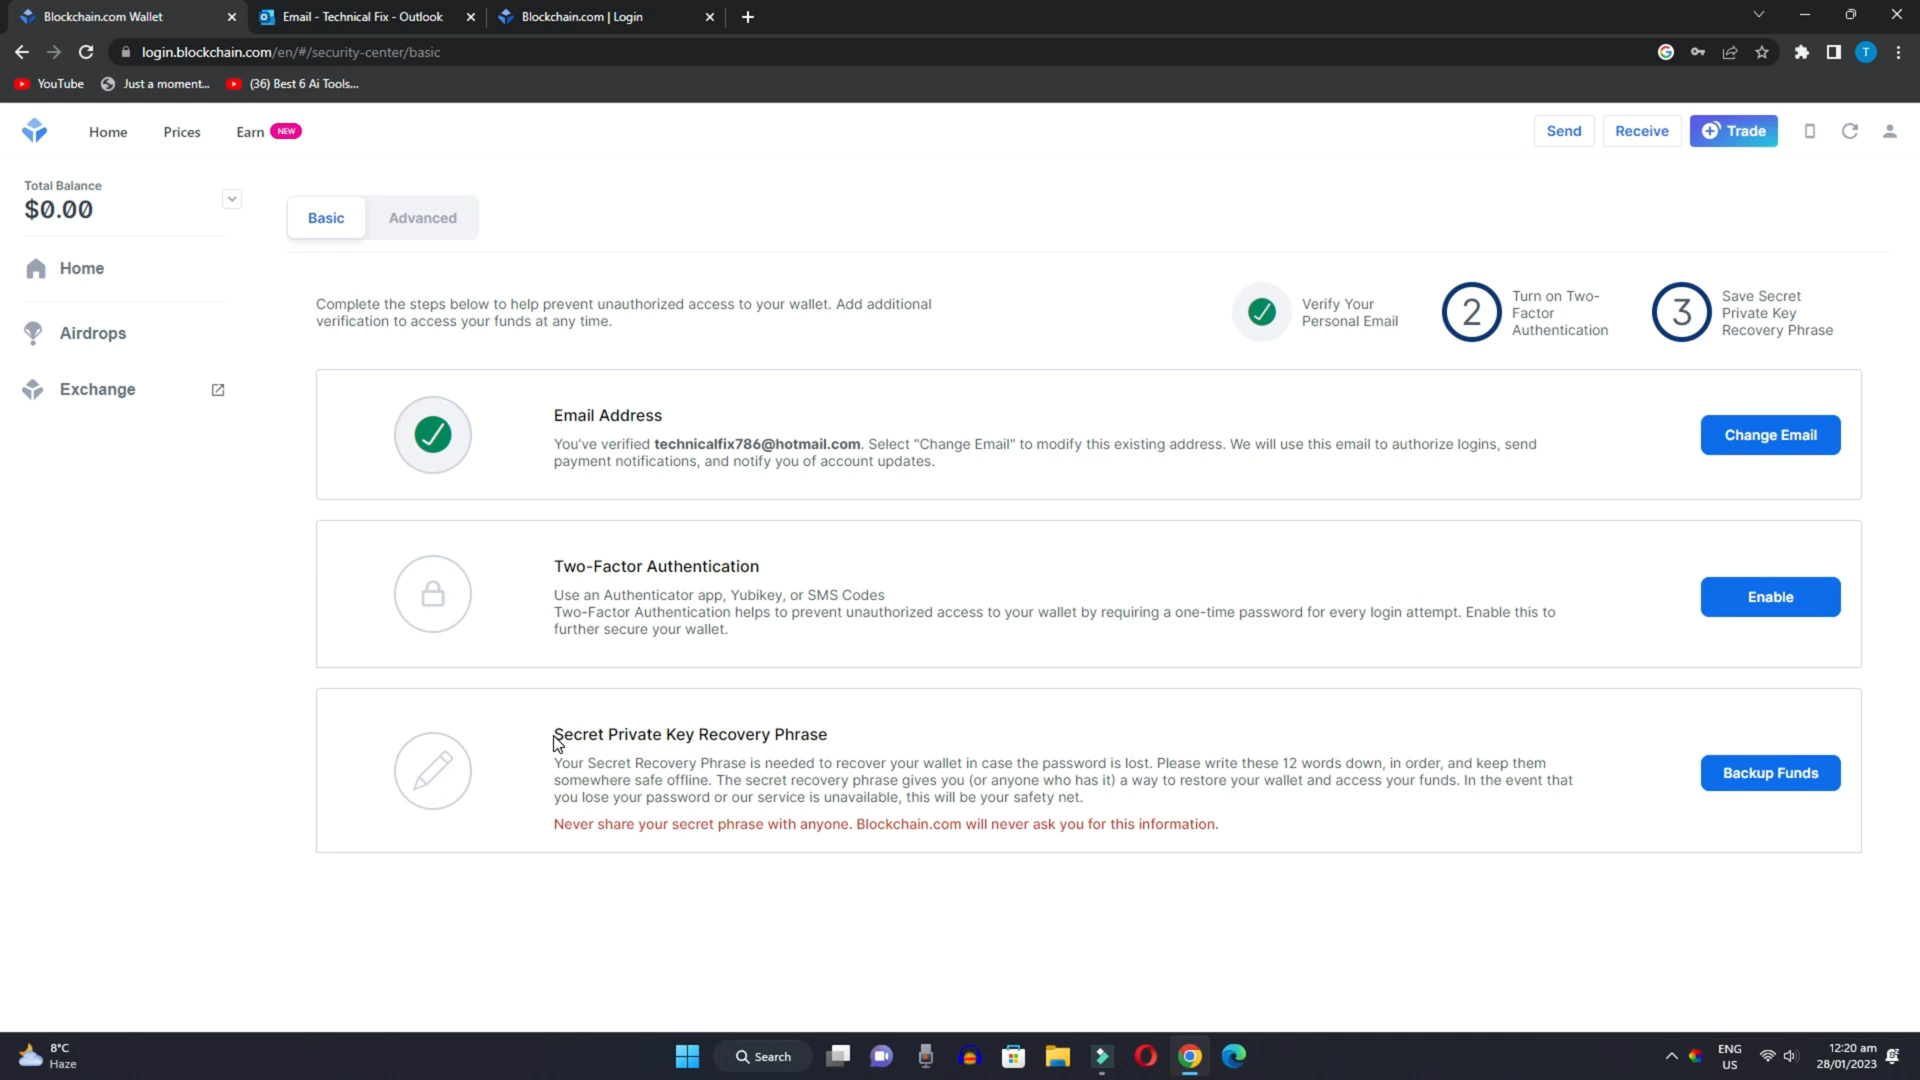 Blockchain.com Wallet
Email - Technical Fix - Outlook
Blockchain.com | Login
login.blockchain.com/en/#/security-center/basic
T
YouTube
Just a moment...
(36) Best 6 Ai Tools...
Home
Prices
Earn
NEW
Send
Receive
Trade
Total Balance
$0.00
Basic
Advanced
Home
Airdrops
Exchange
Complete the steps below to help prevent unauthorized access to your wallet. Add additional
verification to access your funds at any time.
Verify Your
Personal Email
2
Turn on Two-
Factor
Authentication
3
Save Secret
Private Key
Recovery Phrase
Email Address
You've verified technicalfix786@hotmail.com. Select "Change Email" to modify this existing address. We will use this email to authorize logins, send
payment notifications, and notify you of account updates.
Change Email
Two-Factor Authentication
Use an Authenticator app, Yubikey, or SMS Codes
Two-Factor Authentication helps to prevent unauthorized access to your wallet by requiring a one-time password for every login attempt. Enable this to
further secure your wallet.
Enable
Secret Private Key Recovery Phrase
Your Secret Recovery Phrase is needed to recover your wallet in case the password is lost. Please write these 12 words down, in order, and keep them
somewhere safe offline. The secret recovery phrase gives you (or anyone who has it) a way to restore your wallet and access your funds. In the event that
you lose your password or our service is unavailable, this will be your safety net.
Never share your secret phrase with anyone. Blockchain.com will never ask you for this information.
Backup Funds
8°C
Haze
Search
ENG
US
12:20 am
28/01/2023